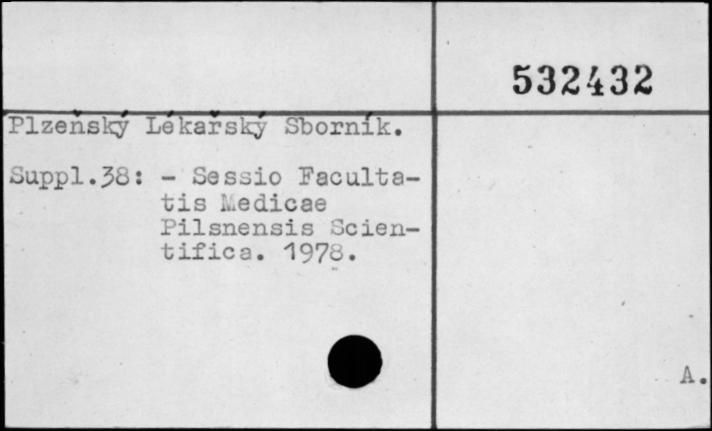 532432
Plzeňský Lékařský Sborník.
Suppl.38: - Sessio Faculta-
tis Medicae
Pilsnensis Scien-
tifica. 1978.
A.